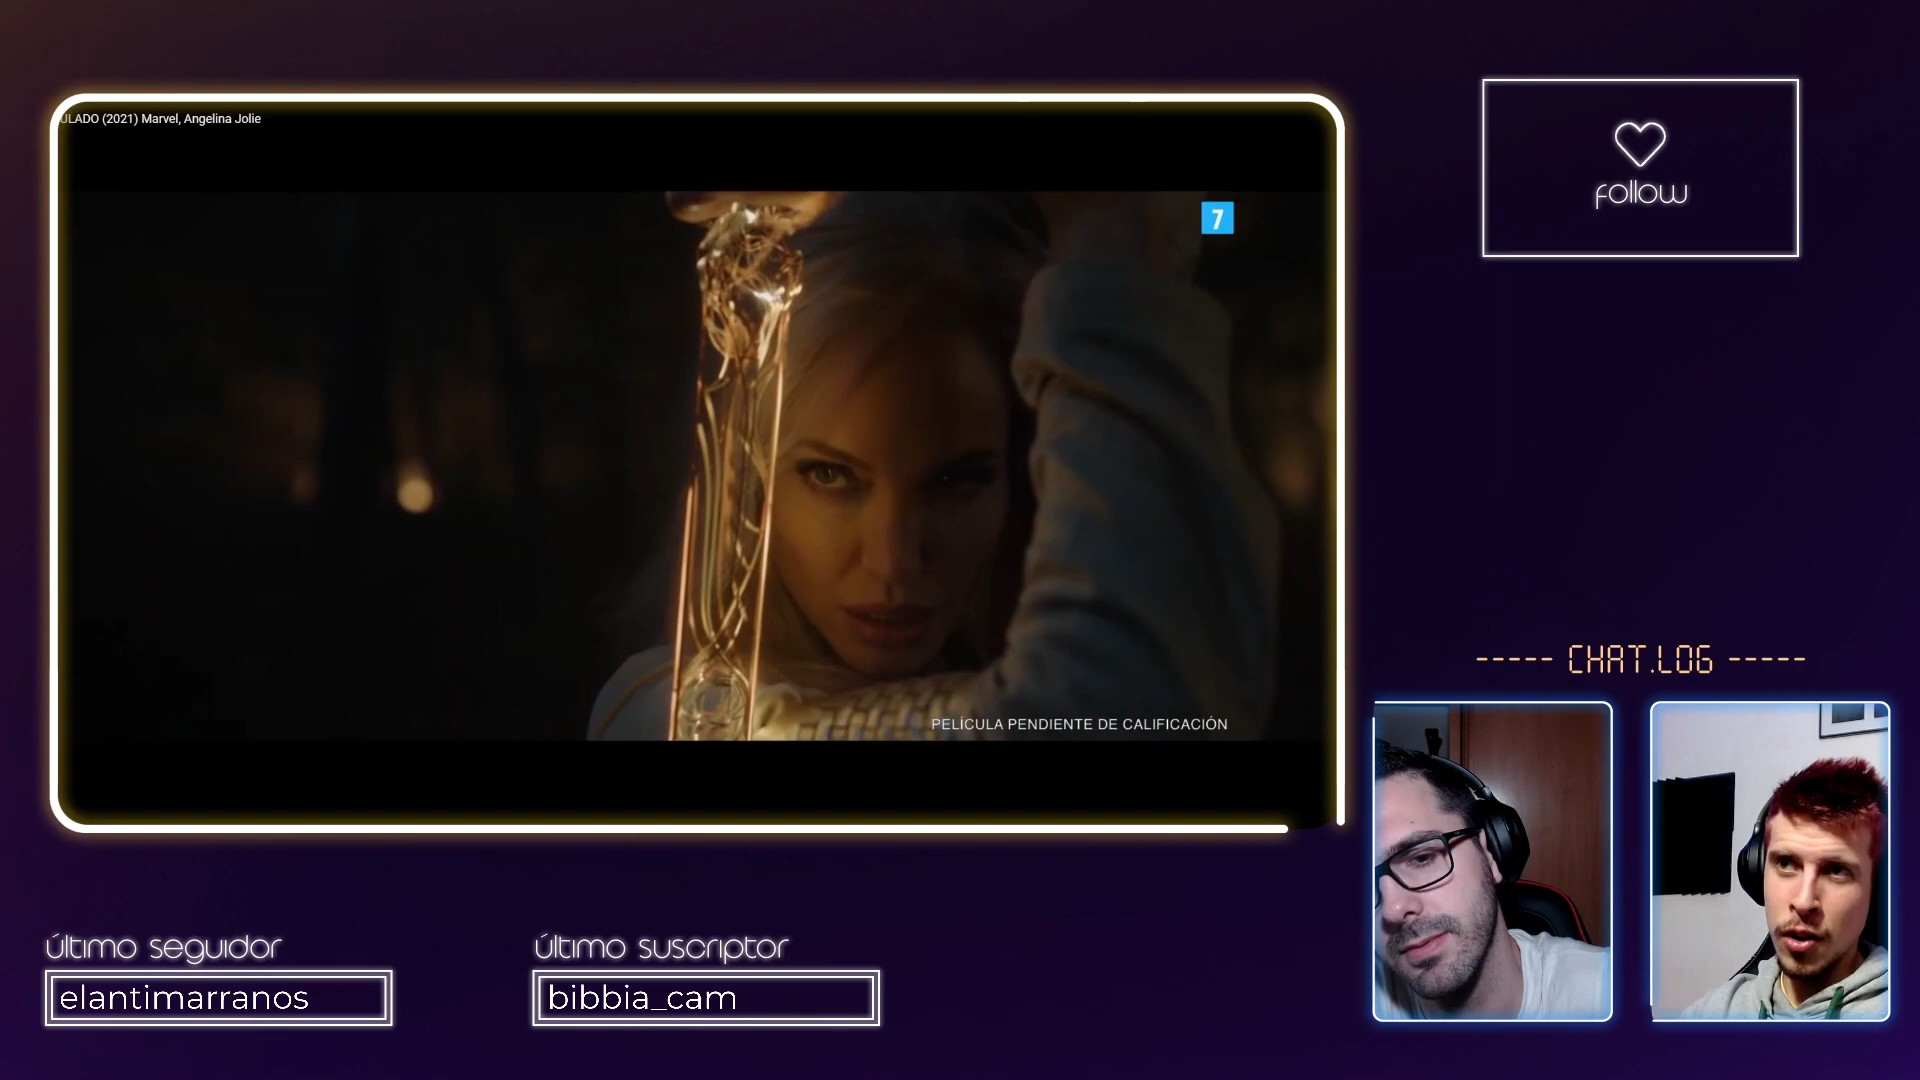 ULADO (2021) Marvel, Angelina Jolie
7
PELÍCULA PENDIENTE DE CALIFICACIÓN
follow
----- CHAT.LOG -----
último seguidor
elantimarranos
último suscriptor
bibbia_cam